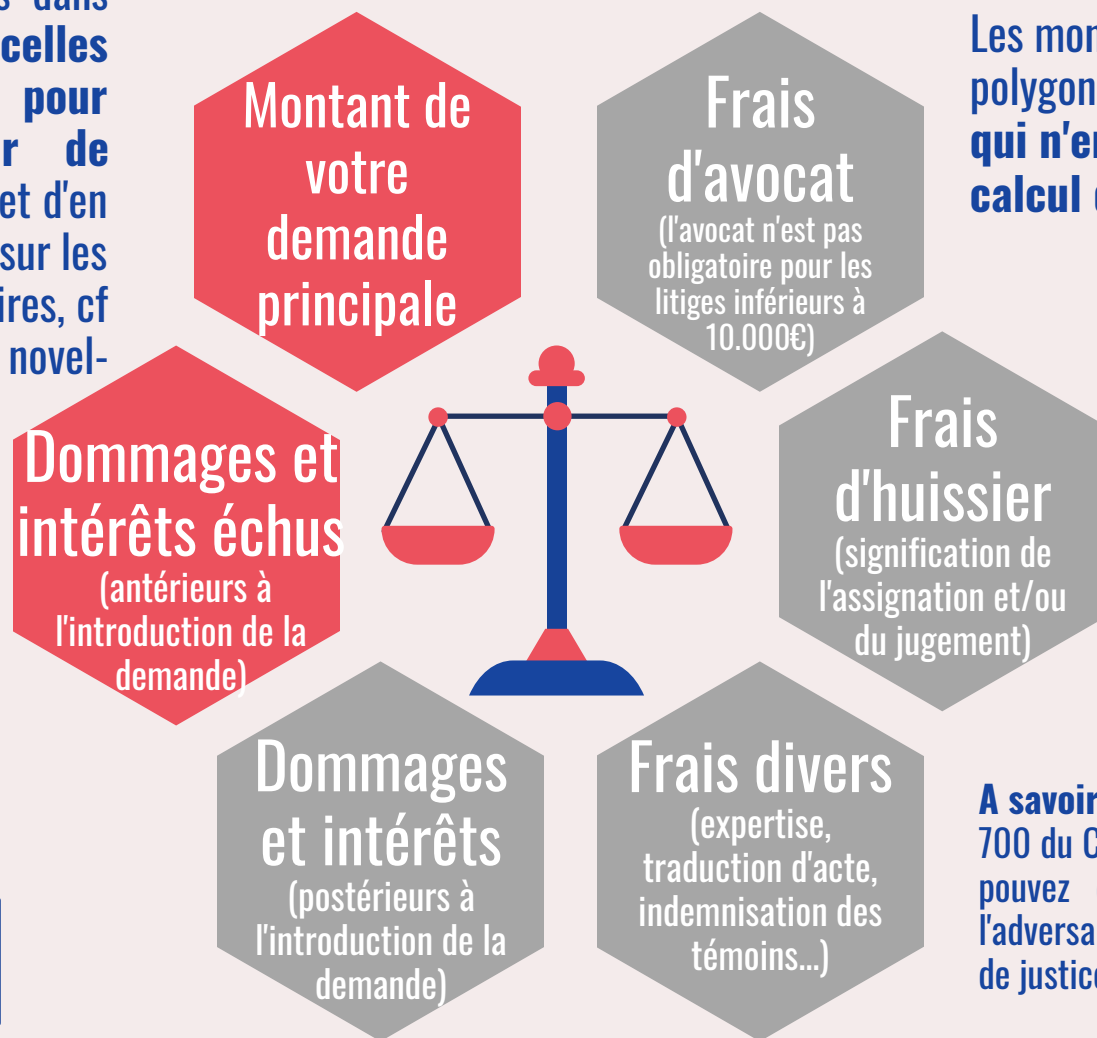 s dans
celles
pour
r de
et d'en
sur les
ires, cf
novel-
Montant de
votre
demande
principale
Frais
d'avocat
(l'avocat n'est pas
obligatoire pour les
litiges inférieurs à
10.000€)
Les mon
polygon
qui n'en
calcul
Dommages et
intérêts échus
(antérieurs à
l'introduction de la
demande)
Frais
d'huissier
(signification de
l'assignation et/ou
du jugement)
Dommages
et intérêts
(postérieurs à
l'introduction de la
demande)
Frais divers
(expertise,
traduction d'acte,
indemnisation des
témoins...)
A savoir
700 du C
pouvez
l'adversa
de justice